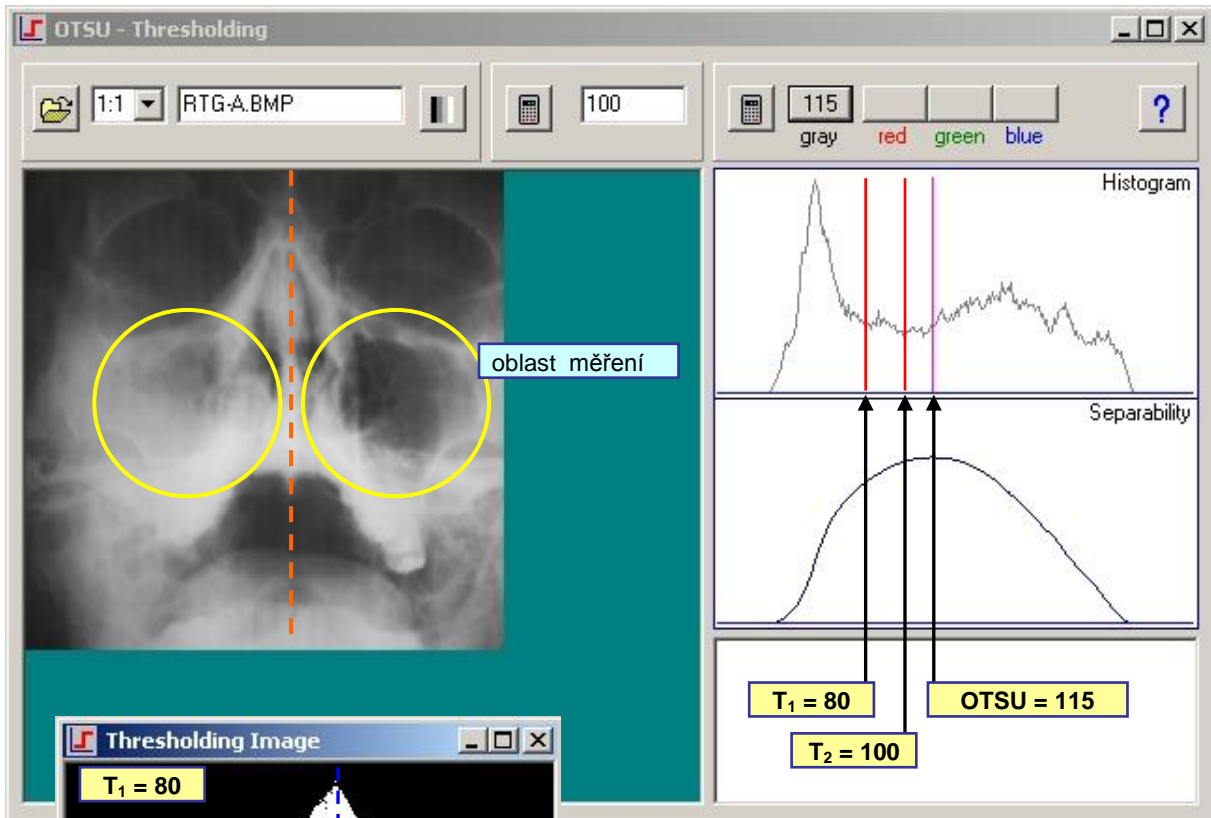 OTSU - Thresholding
1:1 RTG-A.BMP 100 115 ?
gray red green blue
Histogram
oblast měření
Separability
T₁ = 80 OTSU = 115
T₂ = 100
Thresholding Image
T₁ = 80